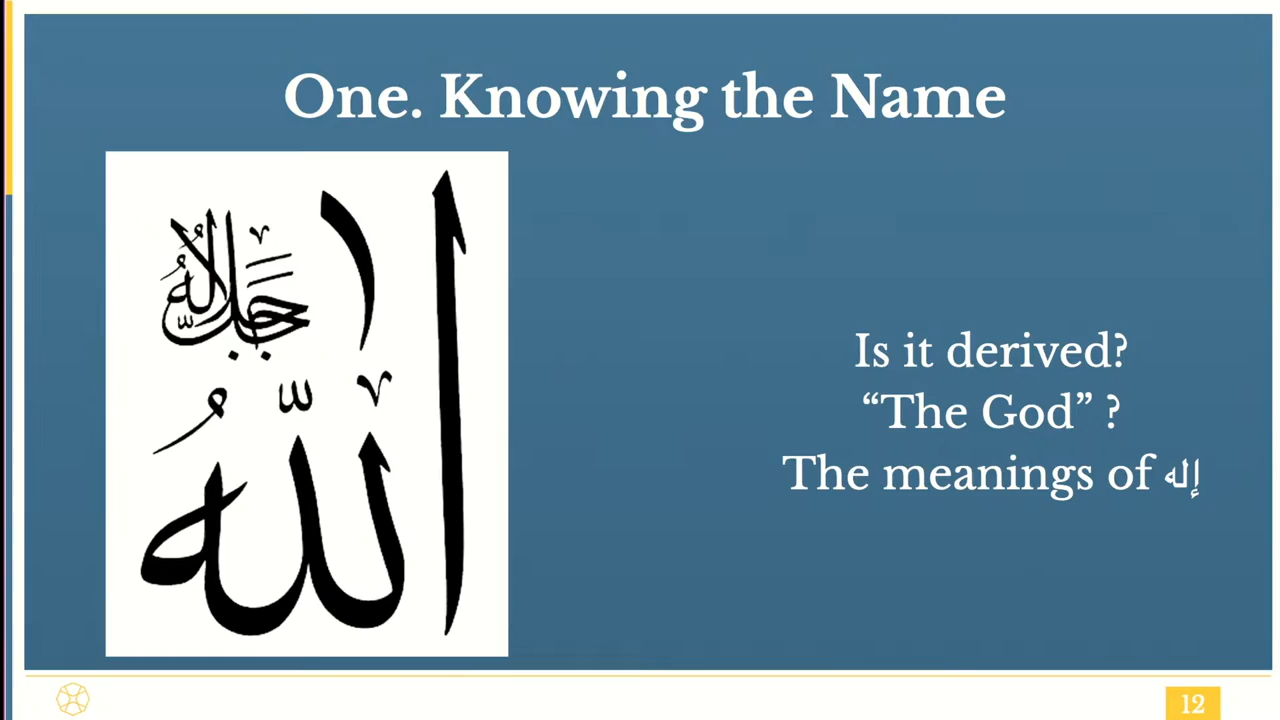 One. Knowing the Name
الله
جل جلاله
Is it derived?
“The God” ?
The meanings of إله
12